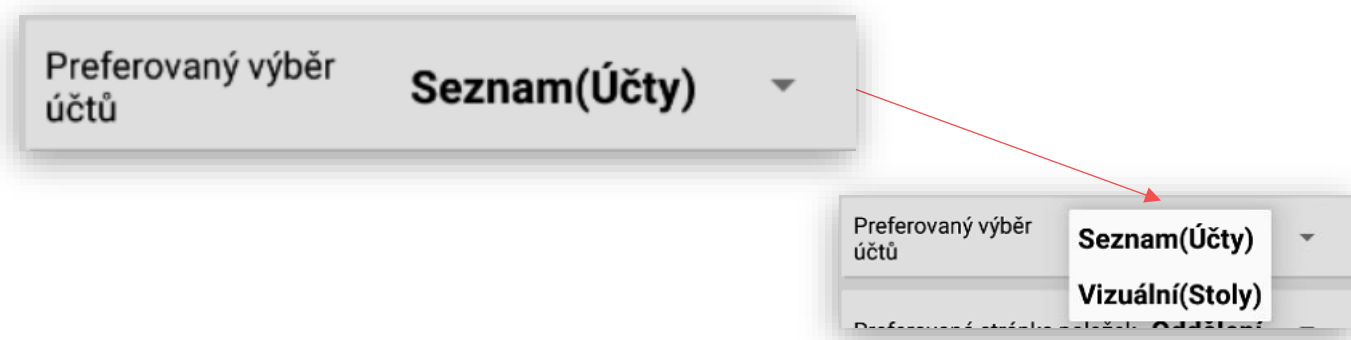 Preferovaný výběr
účtů
Seznam(Účty)
Preferovaný výběr
účtů
Seznam(Účty)
Vizuální(Stoly)